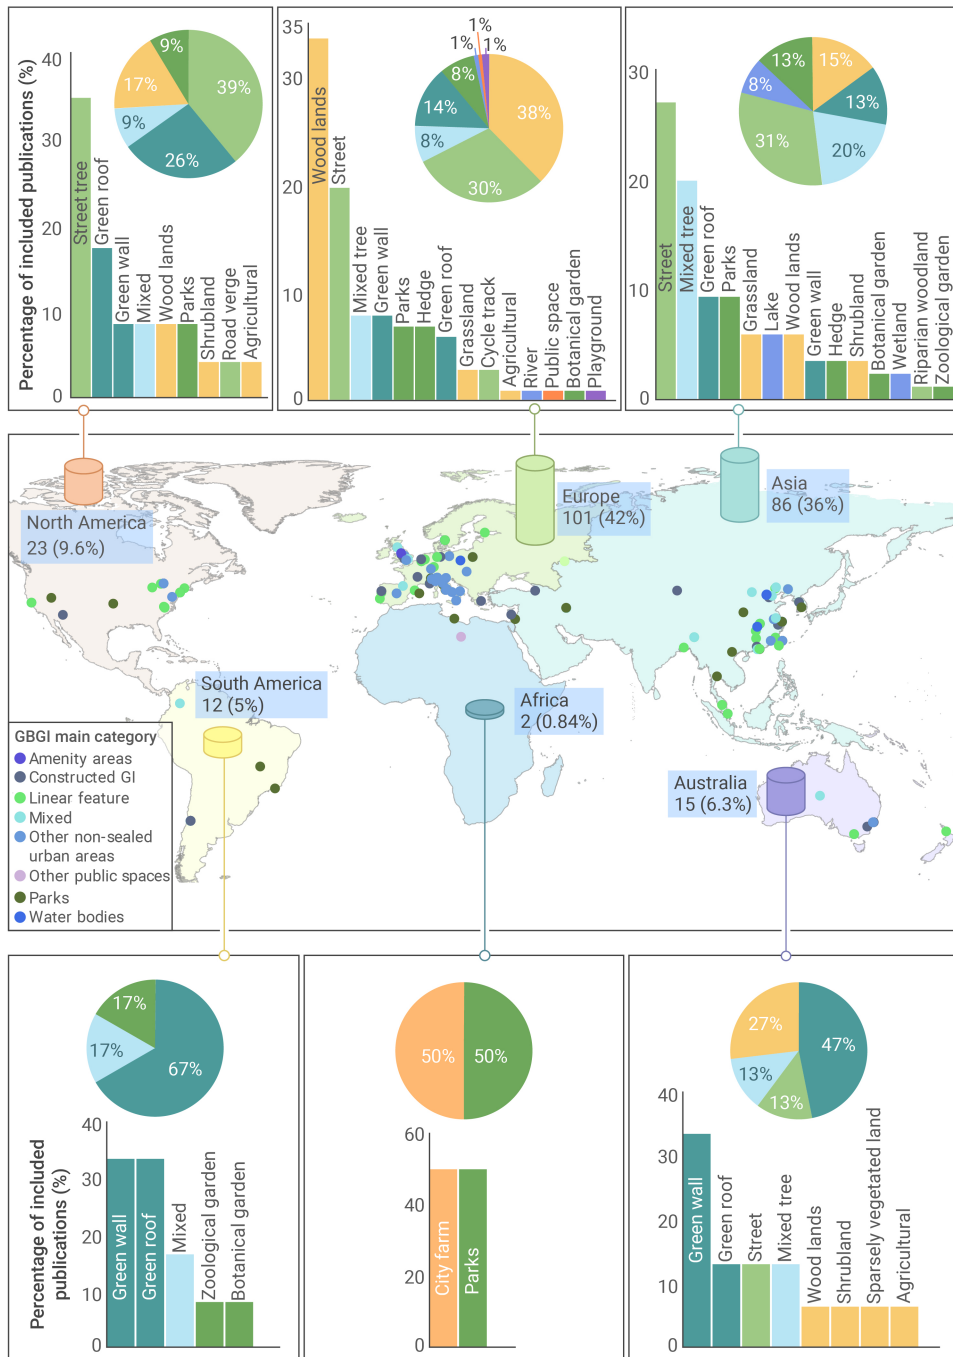 Percentage of included publications (%)
40
30
20
10
0
9%
39%
17%
9%
26%
Street tree
Green roof
Green wall
Mixed
Wood lands
Parks
Shrubland
Road verge
Agricultural
35
30
20
10
0
1%
1%
1%
8%
38%
14%
8%
30%
Wood lands
Street
Mixed tree
Green wall
Parks
Hedge
Green roof
Grassland
Cycle track
Agricultural
River
Public space
Botanical garden
Playground
30
20
10
0
13%
15%
8%
13%
31%
20%
Street
Mixed tree
Green roof
Parks
Grassland
Lake
Wood lands
Green wall
Hedge
Shrubland
Botanical garden
Wetland
Riparian woodland
Zoological garden
North America
23 (9.6%)
Europe
101 (42%)
Asia
86 (36%)
South America
12 (5%)
Africa
2 (0.84%)
Australia
15 (6.3%)
GBGI main category
Amenity areas
Constructed GI
Linear feature
Mixed
Other non-sealed
urban areas
Other public spaces
Parks
Water bodies
17%
17%
67%
Percentage of included
publications (%)
40
30
20
10
0
Green wall
Green roof
Mixed
Zoological garden
Botanical garden
50%
50%
60
40
20
0
City farm
Parks
27%
47%
13%
13%
40
30
20
10
0
Green wall
Green roof
Street
Mixed tree
Wood lands
Shrubland
Sparsely vegetated land
Agricultural